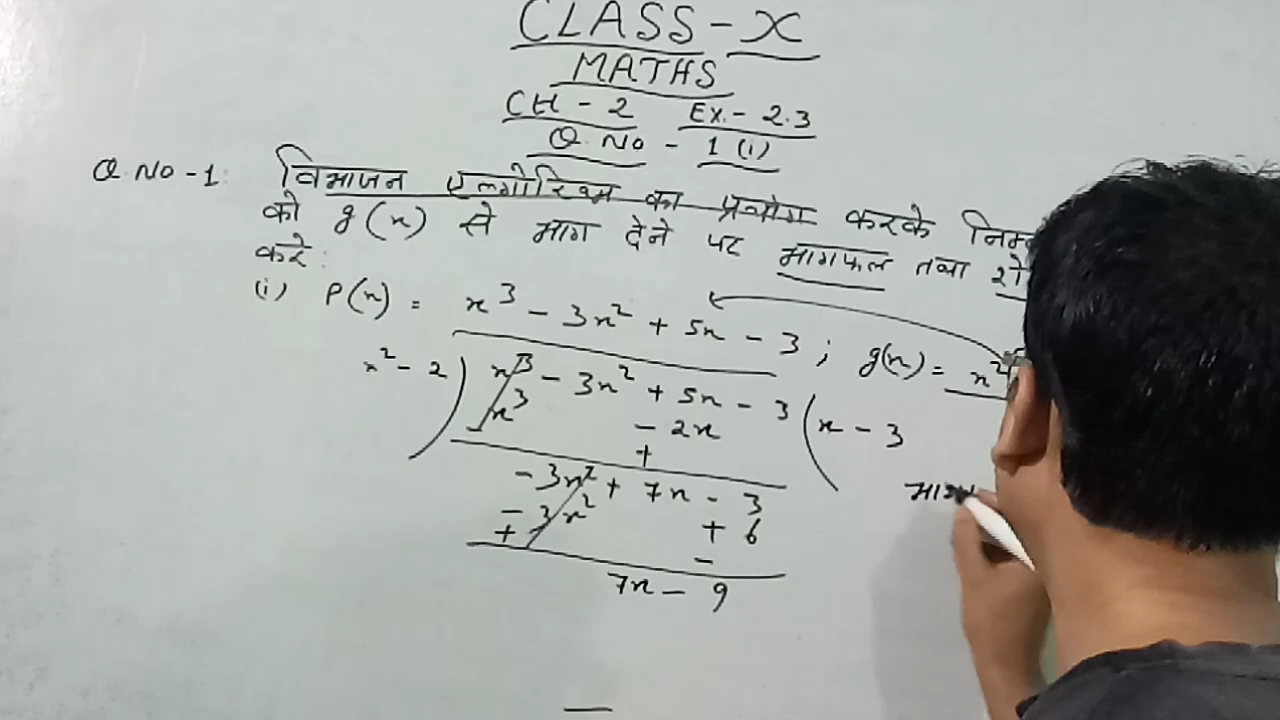 CLASS - X
MATHS
CH - 2 EX. - 2.3
Q. NO - 1 (i)
Q. NO - 1: विभाजन एल्गोरिथ्म का प्रयोग करके
को g(x) से भाग देने पर भागफल तथा
करे:
(i) P(x) = x³ - 3x² + 5x - 3 ; g(x) = x²
x² - 2 ) x³ - 3x² + 5x - 3 ( x - 3
x³ - 2x
- +
- 3x² + 7x - 3
- 3x² + 6
+ -
7x - 9